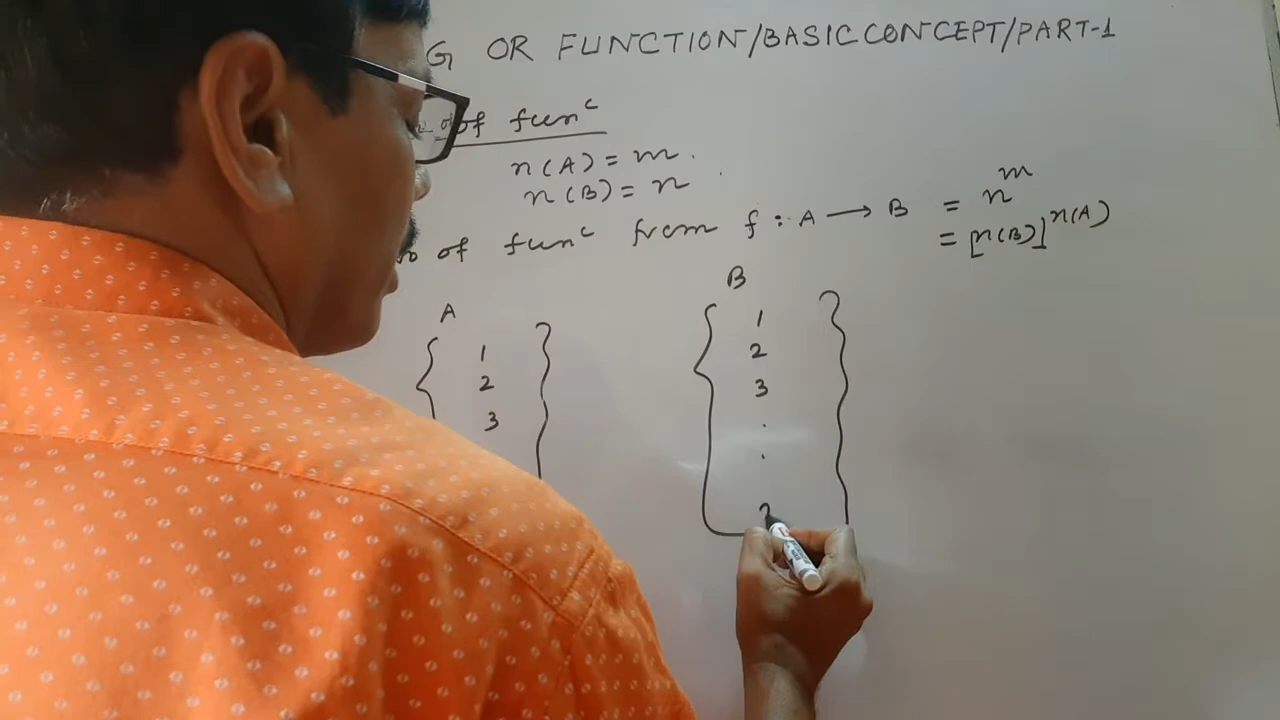 G OR FUNCTION/BASIC CONCEPT/PART-1
of func
n(A) = m.
n(B) = n
of func from f : A → B = n^m
= [n(B)]^n(A)
A
B
1
2
3
1
2
3
.
.